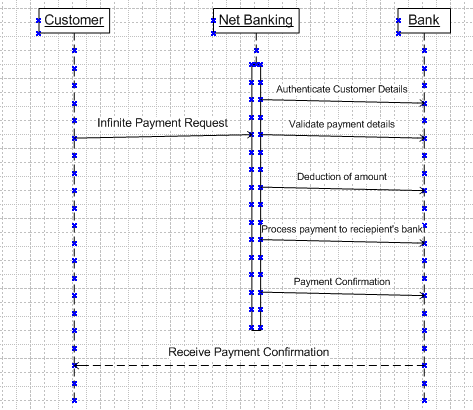 Customer
Net Banking
Bank
Authenticate Customer Details
Infinite Payment Request
Validate payment details
Deduction of amount
Process payment to reciepient's bank
Payment Confirmation
Receive Payment Confirmation